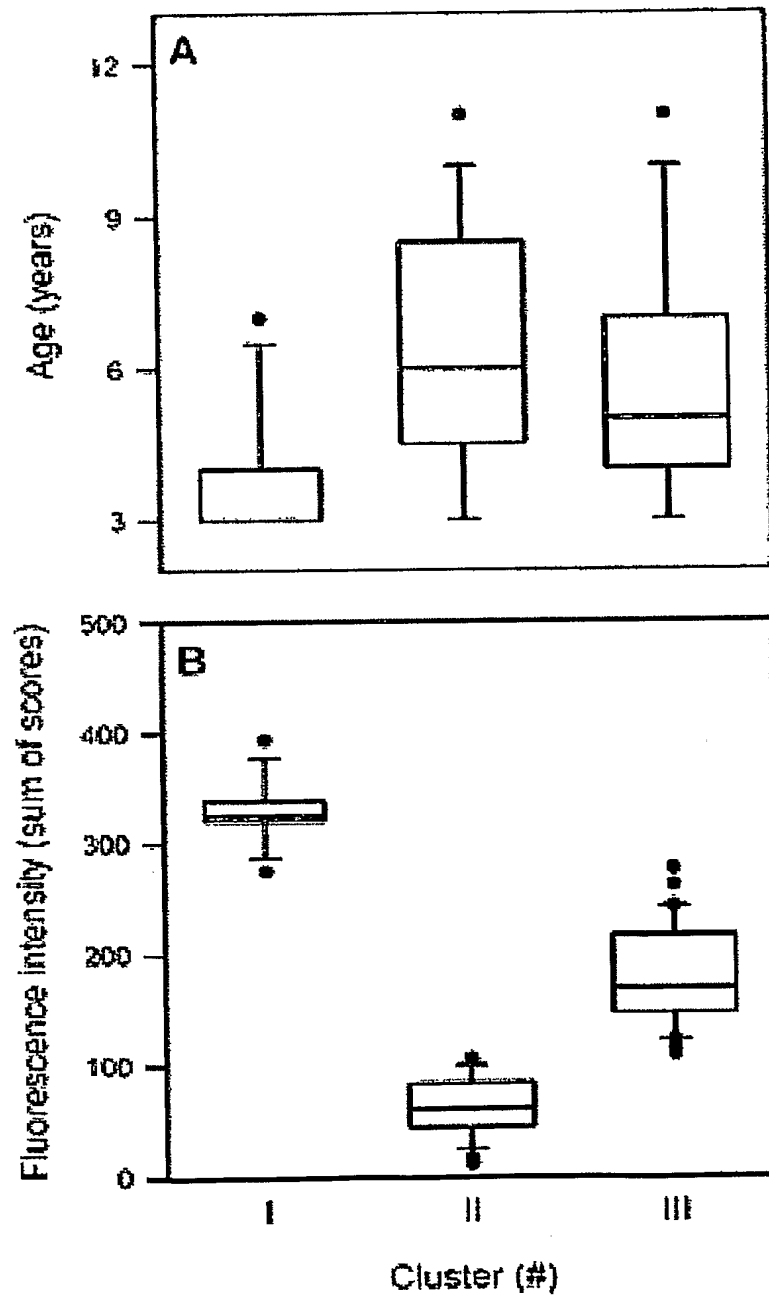 A
12
9
6
3
Age (years)
B
500
400
300
200
100
0
Fluorescence intensity (sum of scores)
I
II
III
Cluster (#)